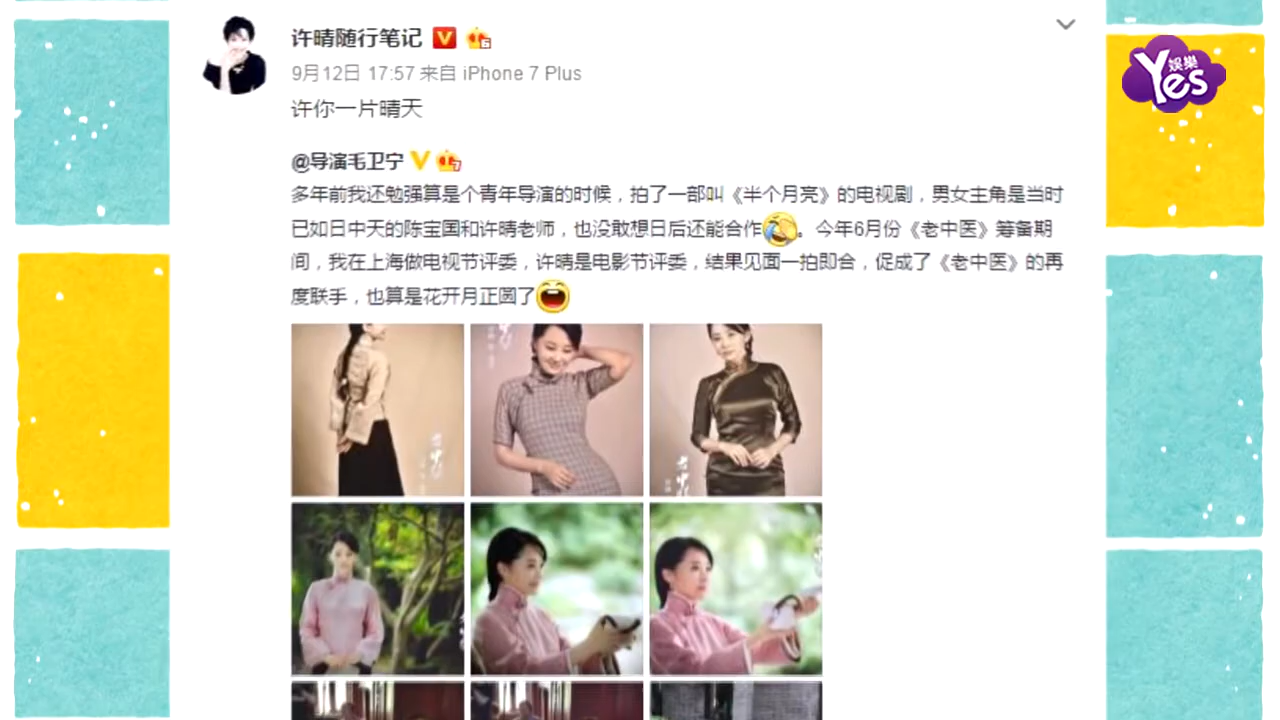 许晴随行笔记
9月12日 17:57 来自 iPhone 7 Plus
许你一片晴天
@导演毛卫宁
多年前我还勉强算是个青年导演的时候，拍了一部叫《半个月亮》的电视剧，男女主角是当时
已如日中天的陈宝国和许晴老师，也没敢想日后还能合作。今年6月份《老中医》筹备期
间，我在上海做电视节评委，许晴是电影节评委，结果见面一拍即合，促成了《老中医》的再
度联手，也算是花开月正圆了
Yes
娱樂